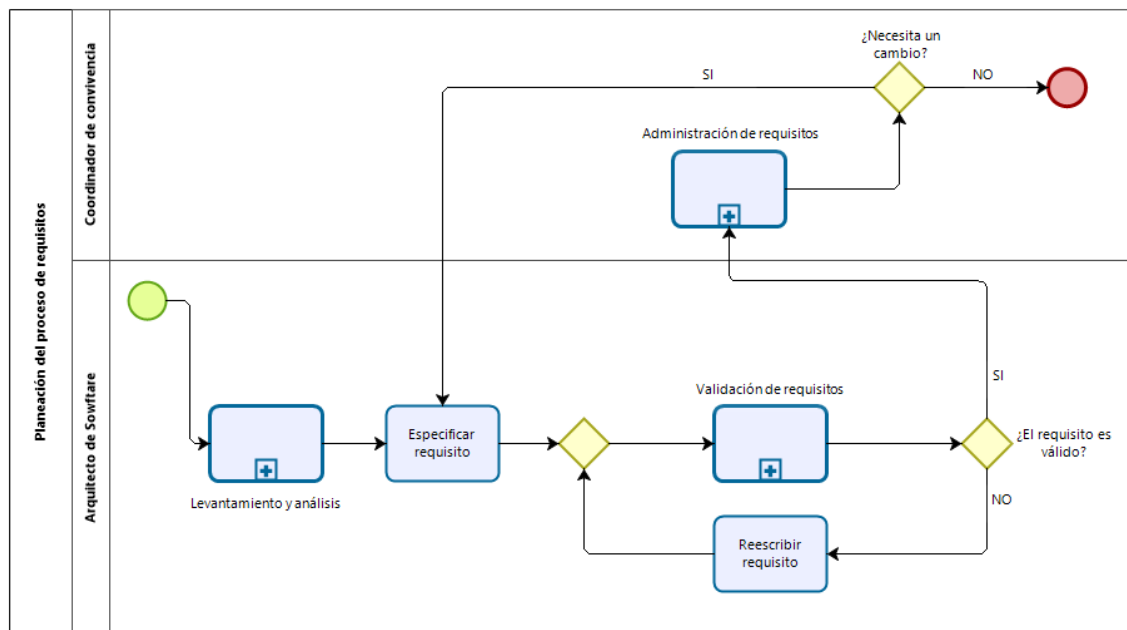 Planeación del proceso de requisitos
Coordinador de convivencia
¿Necesita un
cambio?
SI
NO
Administración de requisitos
Arquitecto de Sowftare
Levantamiento y análisis
Especificar
requisito
Validación de requisitos
SI
¿El requisito es
válido?
NO
Reescribir
requisito